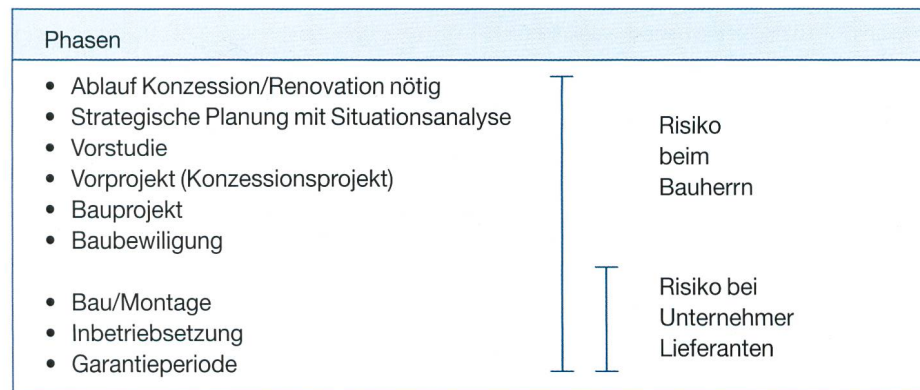 Phasen
• Ablauf Konzession/Renovation nötig
• Strategische Planung mit Situationsanalyse
• Vorstudie
• Vorprojekt (Konzessionsprojekt)
• Bauprojekt
• Baubewiligung
• Bau/Montage
• Inbetriebsetzung
• Garantieperiode
Risiko
beim
Bauherrn
Risiko bei
Unternehmer
Lieferanten